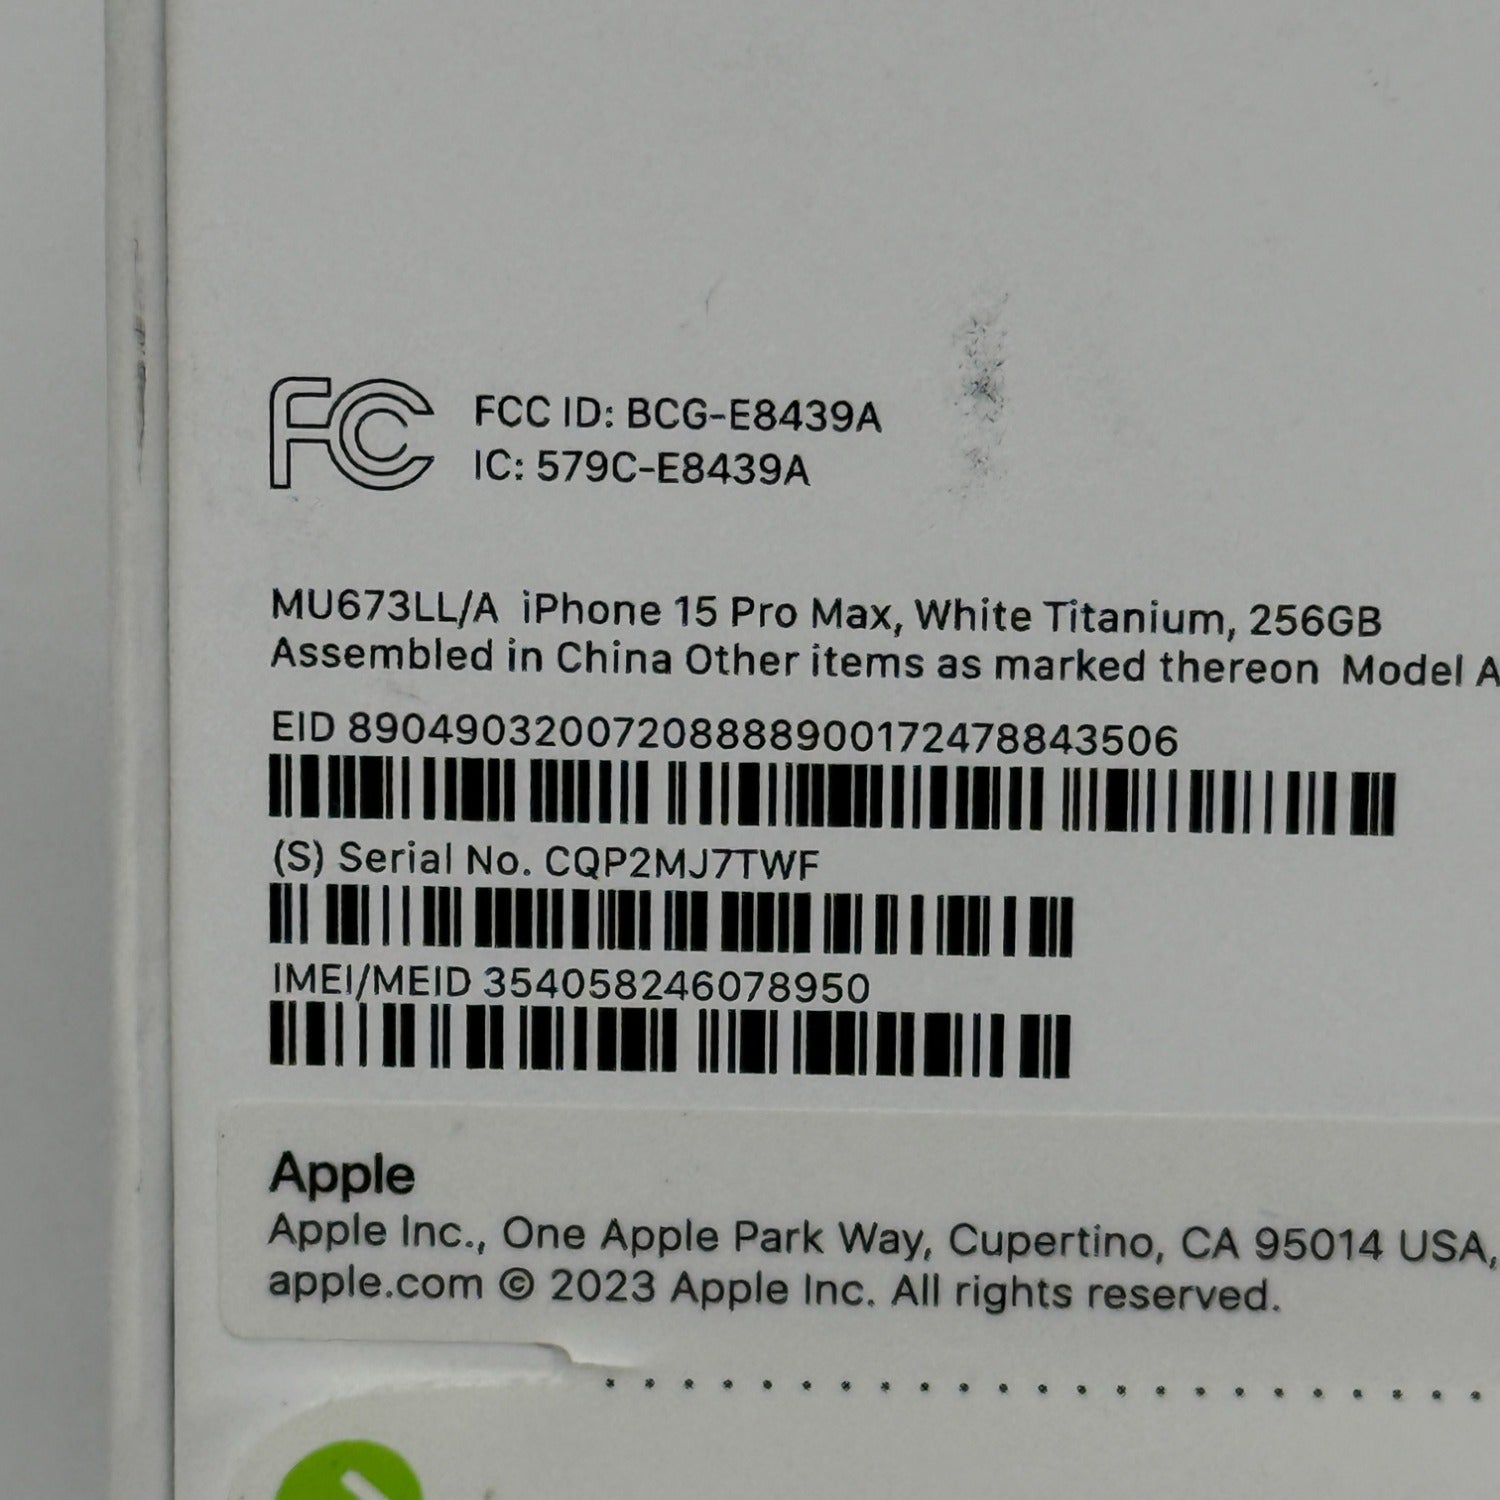 FC
FCC ID: BCG-E8439A
IC: 579C-E8439A
MU673LL/A iPhone 15 Pro Max, White Titanium, 256GB
Assembled in China Other items as marked thereon Model A
EID 89049032007208888900172478843506
(S) Serial No. CQP2MJ7TWF
IMEI/MEID 354058246078950
Apple
Apple Inc., One Apple Park Way, Cupertino, CA 95014 USA,
apple.com © 2023 Apple Inc. All rights reserved.